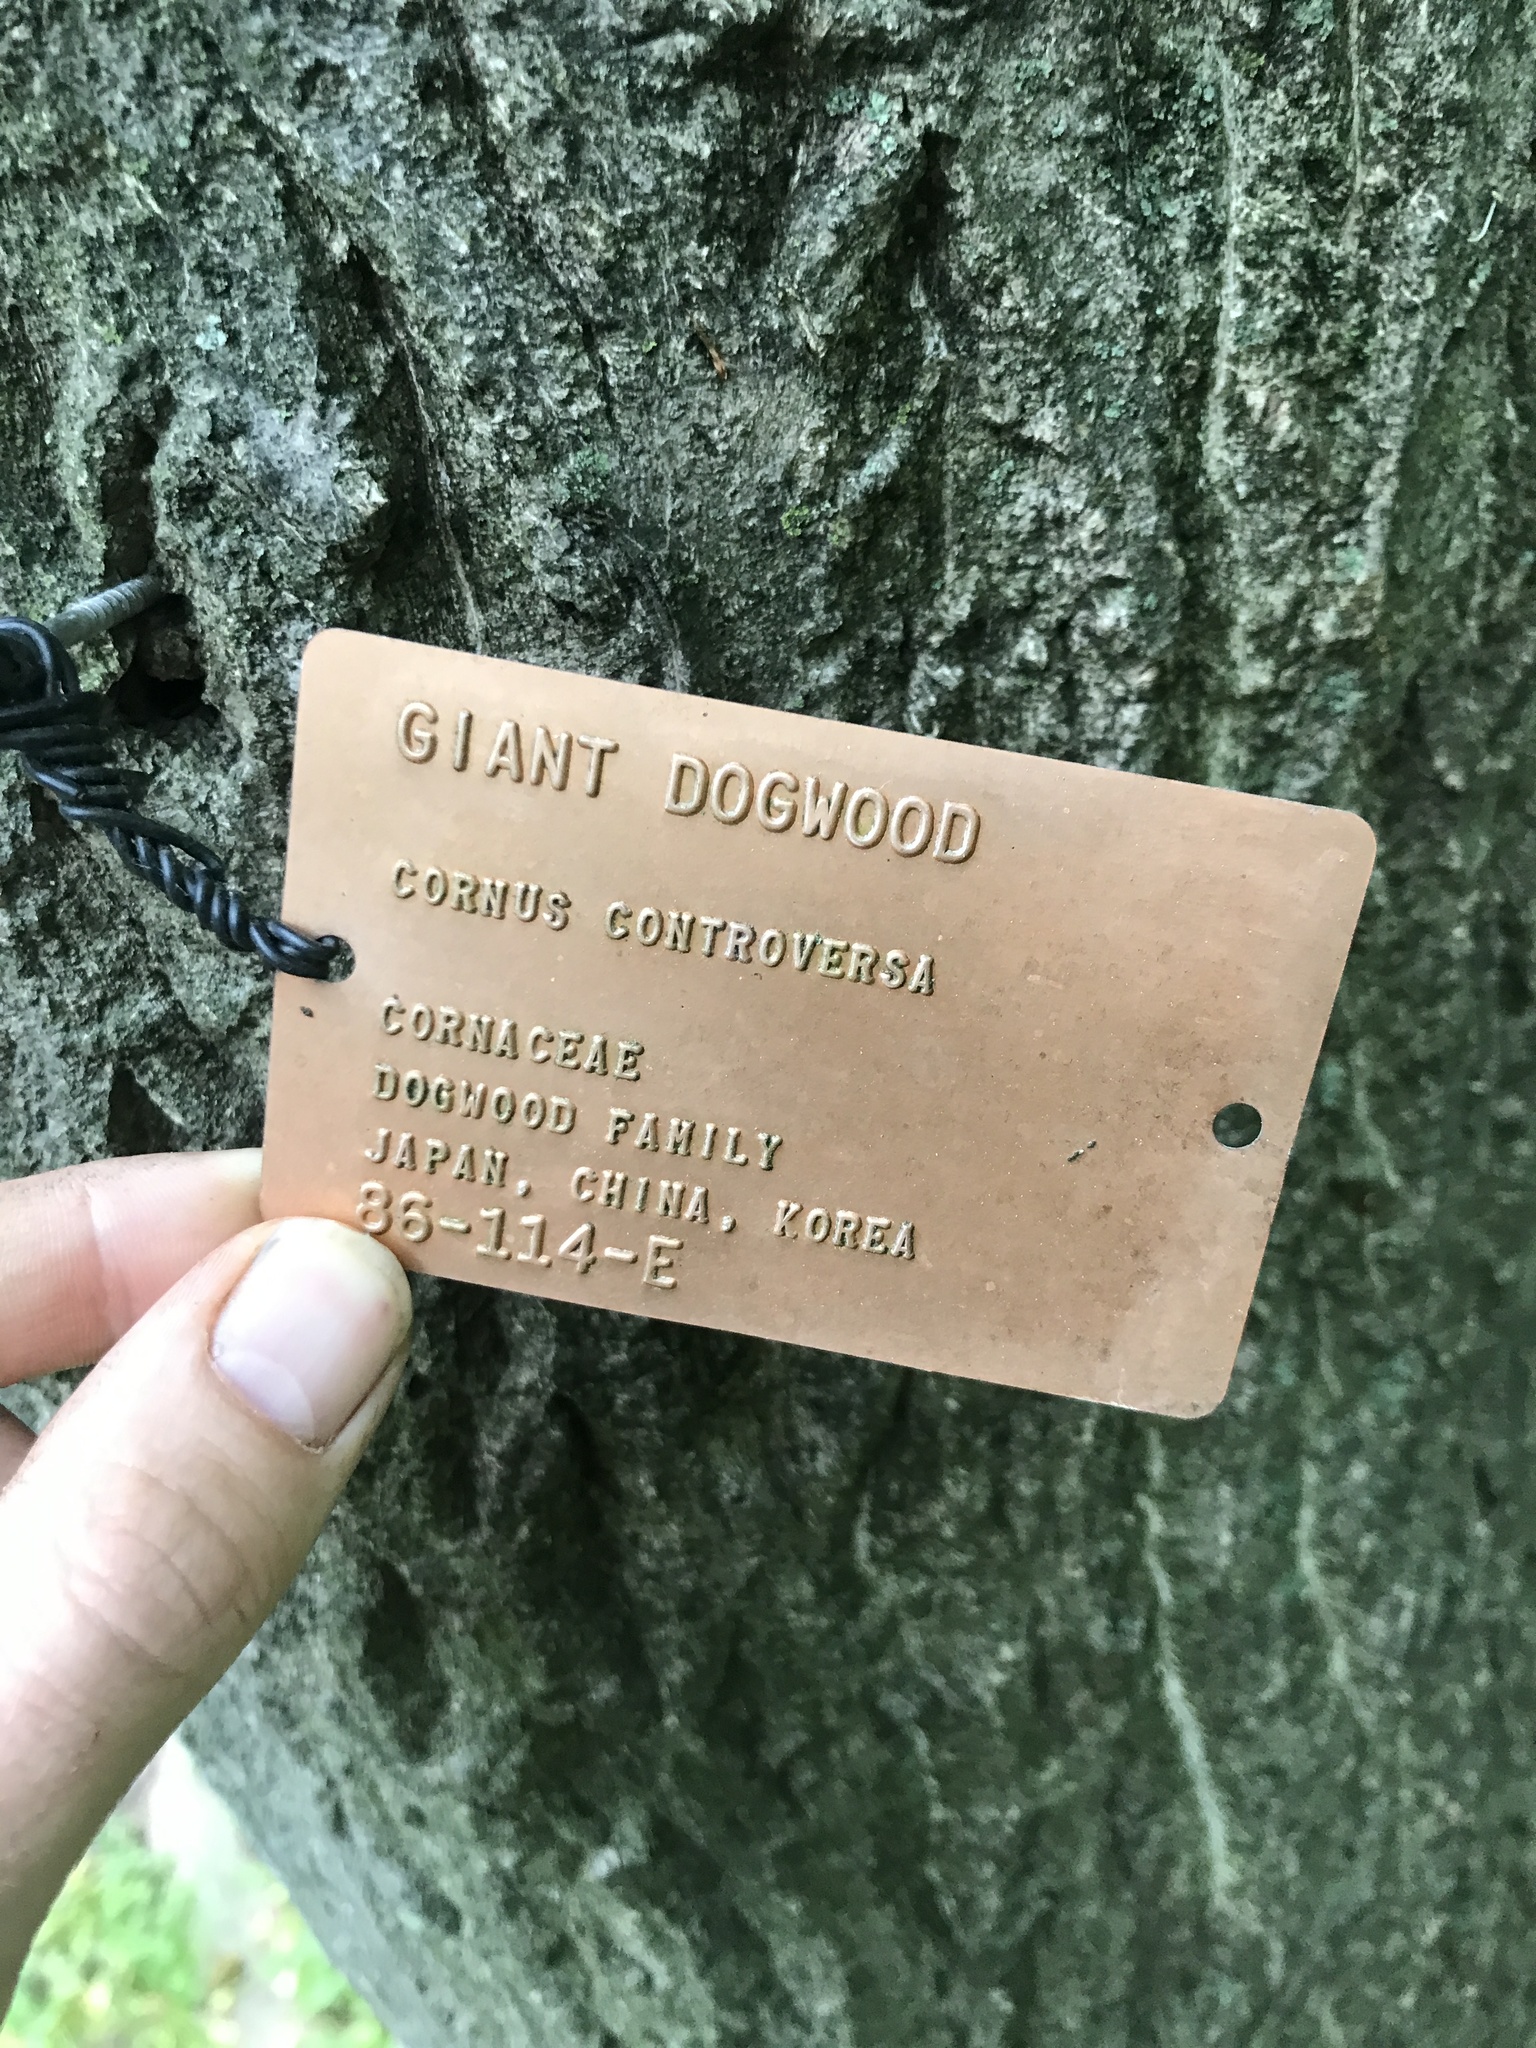 GIANT DOGWOOD
CORNUS CONTROVERSA
CORNACEAE
DOGWOOD FAMILY
JAPAN, CHINA, KOREA
86-114-E